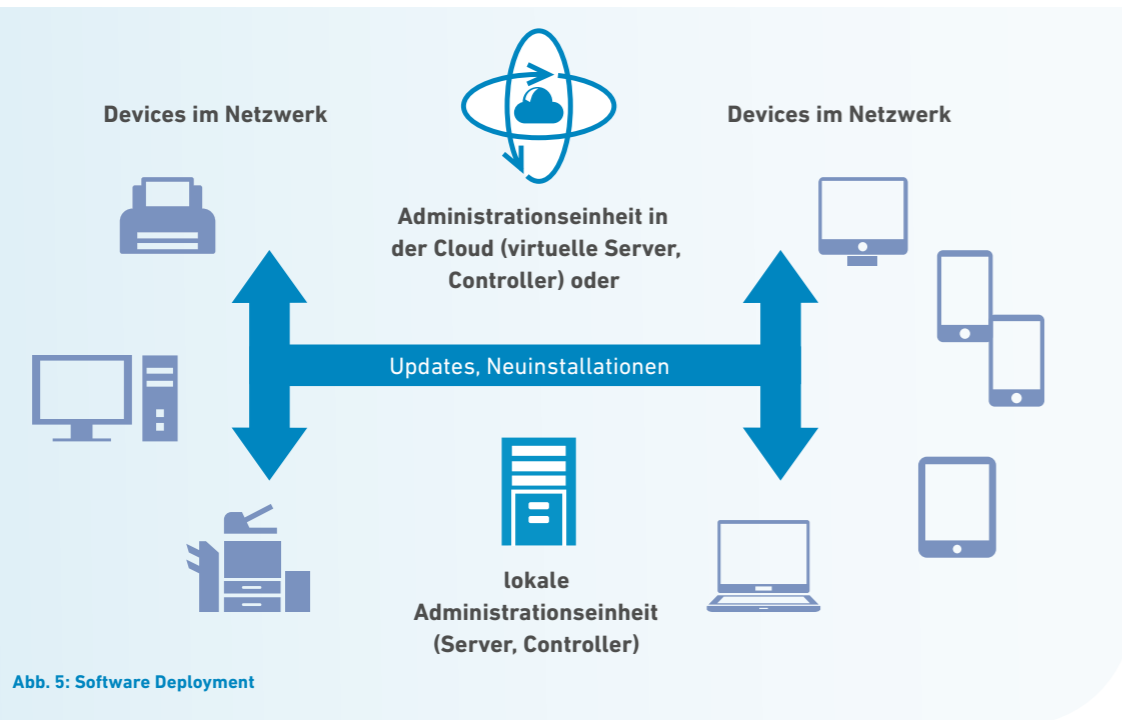 Devices im Netzwerk
Devices im Netzwerk
Administrationseinheit in
der Cloud (virtuelle Server,
Controller) oder
Updates, Neuinstallationen
lokale
Administrationseinheit
(Server, Controller)
Abb. 5: Software Deployment